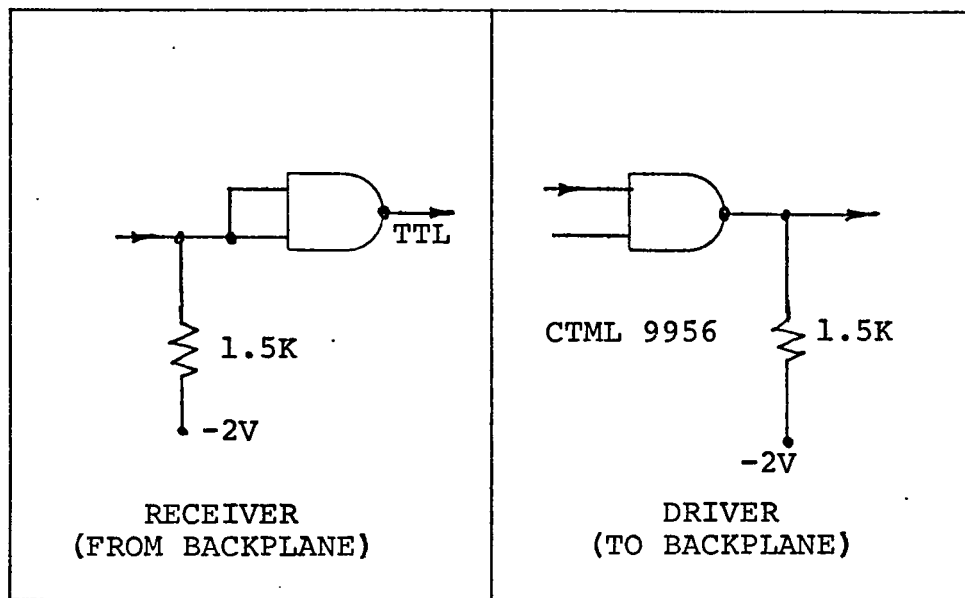 TTL
1.5K
-2V
RECEIVER
(FROM BACKPLANE)
CTML 9956
1.5K
-2V
DRIVER
(TO BACKPLANE)